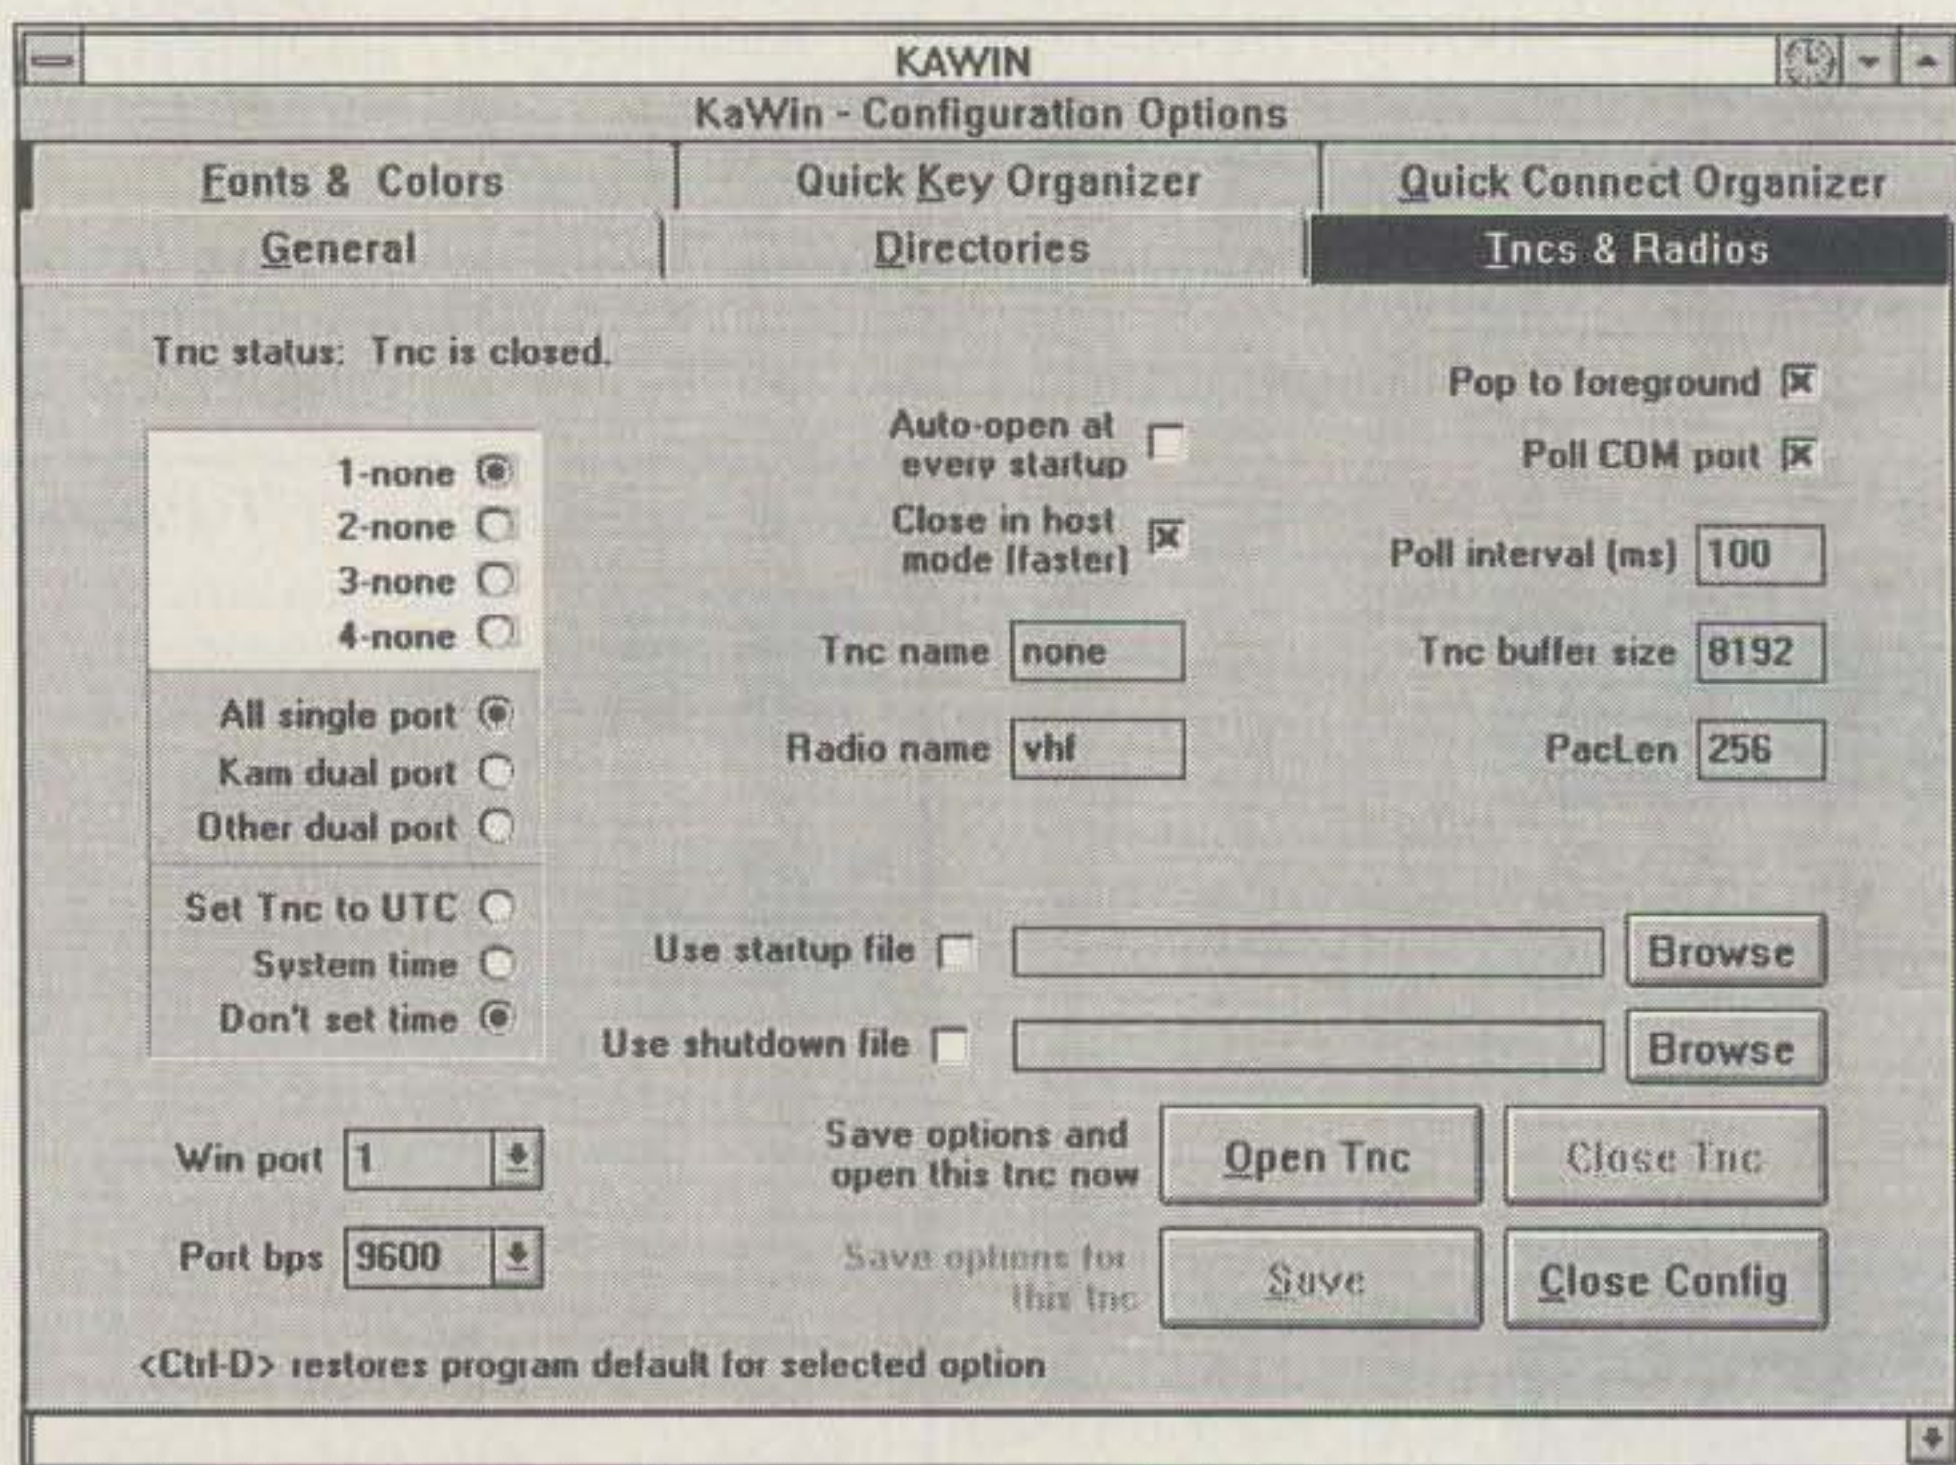 KAWIN
KaWin - Configuration Options
Fonts & Colors
Quick Key Organizer
Quick Connect Organizer
General
Directories
Tncs & Radios
Tnc status: Tnc is closed.
1-none
2-none
3-none
4-none
All single port
Kam dual port
Other dual port
Set Tnc to UTC
System time
Don't set time
Win port 1
Port bps 9600
Auto-open at
every startup
Close in host
mode (faster)
Tnc name none
Radio name vhf
Pop to foreground
Poll COM port
Poll interval (ms) 100
Tnc buffer size 8192
PacLen 256
Use startup file
Browse
Use shutdown file
Browse
Save options and
open this tnc now
Open Tnc
Close Tnc
Save options for
this tnc
Save
Close Config
<Ctrl-D> restores program default for selected option